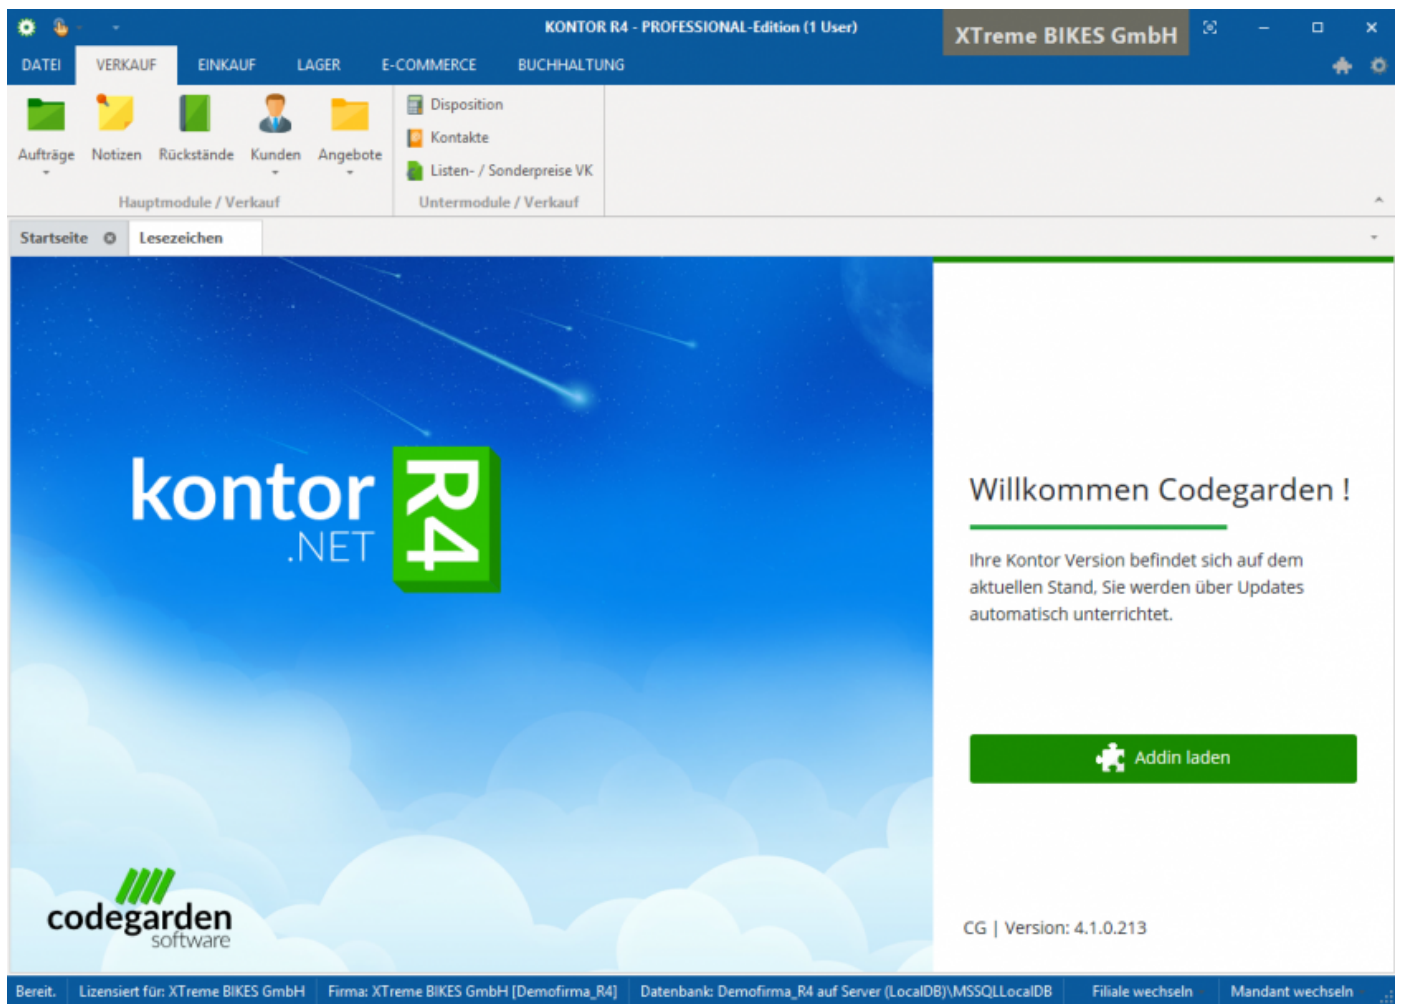 KONTOR R4 - PROFESSIONAL-Edition (1 User)
XTreme BIKES GmbH
DATEI VERKAUF EINKAUF LAGER E-COMMERCE BUCHHALTUNG
Aufträge Notizen Rückstände Kunden Angebote
Disposition
Kontakte
Listen- / Sonderpreise VK
Hauptmodule / Verkauf Untermodule / Verkauf
Startseite Lesezeichen
kontor
.NET
R4
Willkommen Codegarden !
Ihre Kontor Version befindet sich auf dem
aktuellen Stand, Sie werden über Updates
automatisch unterrichtet.
Addin laden
codegarden
software
CG | Version: 4.1.0.213
Bereit. Lizensiert für: XTreme BIKES GmbH Firma: XTreme BIKES GmbH [Demofirma_R4] Datenbank: Demofirma_R4 auf Server (LocalDB)\MSSQLLocalDB Filiale wechseln Mandant wechseln